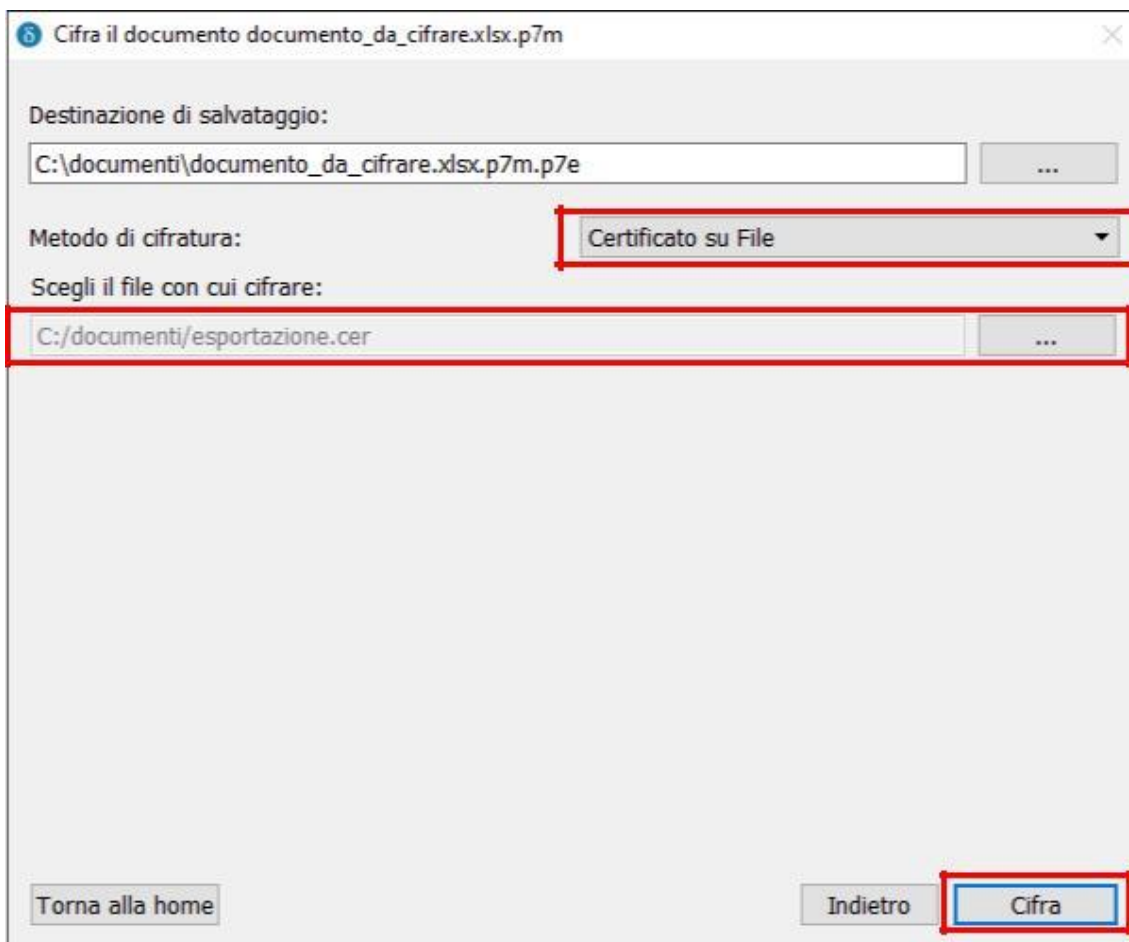 δ Cifra il documento documento_da_cifrare.xlsx.p7m
Destinazione di salvataggio:
C:\documenti\documento_da_cifrare.xlsx.p7m.p7e ...
Metodo di cifratura: Certificato su File
Scegli il file con cui cifrare:
C:/documenti/esportazione.cer ...
Torna alla home Indietro Cifra